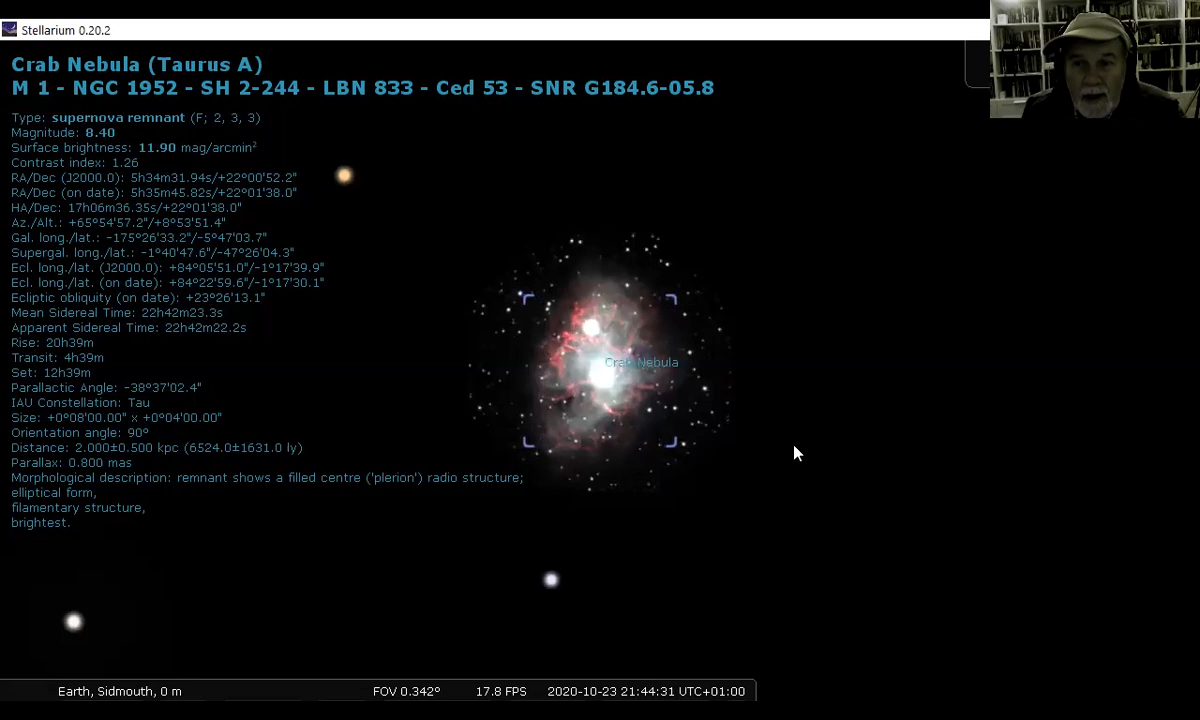 Stellarium 0.20.2
Crab Nebula (Taurus A)
M 1 - NGC 1952 - SH 2-244 - LBN 833 - Ced 53 - SNR G184.6-05.8
Type: supernova remnant (F; 2, 3, 3)
Magnitude: 8.40
Surface brightness: 11.90 mag/arcmin²
Contrast index: 1.26
RA/Dec (J2000.0): 5h34m31.94s/+22°00'52.2"
RA/Dec (on date): 5h35m45.82s/+22°01'38.0"
HA/Dec: 17h06m36.35s/+22°01'38.0"
Az./Alt.: +65°54'57.2"/+8°53'51.4"
Gal. long./lat.: -175°26'33.2"/-5°47'03.7"
Supergal. long./lat.: -1°40'47.6"/-47°26'04.3"
Ecl. long./lat. (J2000.0): +84°05'51.0"/-1°17'39.9"
Ecl. long./lat. (on date): +84°22'59.6"/-1°17'30.1"
Ecliptic obliquity (on date): +23°26'13.1"
Mean Sidereal Time: 22h42m23.3s
Apparent Sidereal Time: 22h42m22.2s
Rise: 20h39m
Transit: 4h39m
Set: 12h39m
Parallactic Angle: -38°37'02.4"
IAU Constellation: Tau
Size: +0°08'00.00" x +0°04'00.00"
Orientation angle: 90°
Distance: 2.000±0.500 kpc (6524.0±1631.0 ly)
Parallax: 0.800 mas
Morphological description: remnant shows a filled centre ('plerion') radio structure;
elliptical form,
filamentary structure,
brightest.
Crab Nebula
Earth, Sidmouth, 0 m FOV 0.342° 17.8 FPS 2020-10-23 21:44:31 UTC+01:00